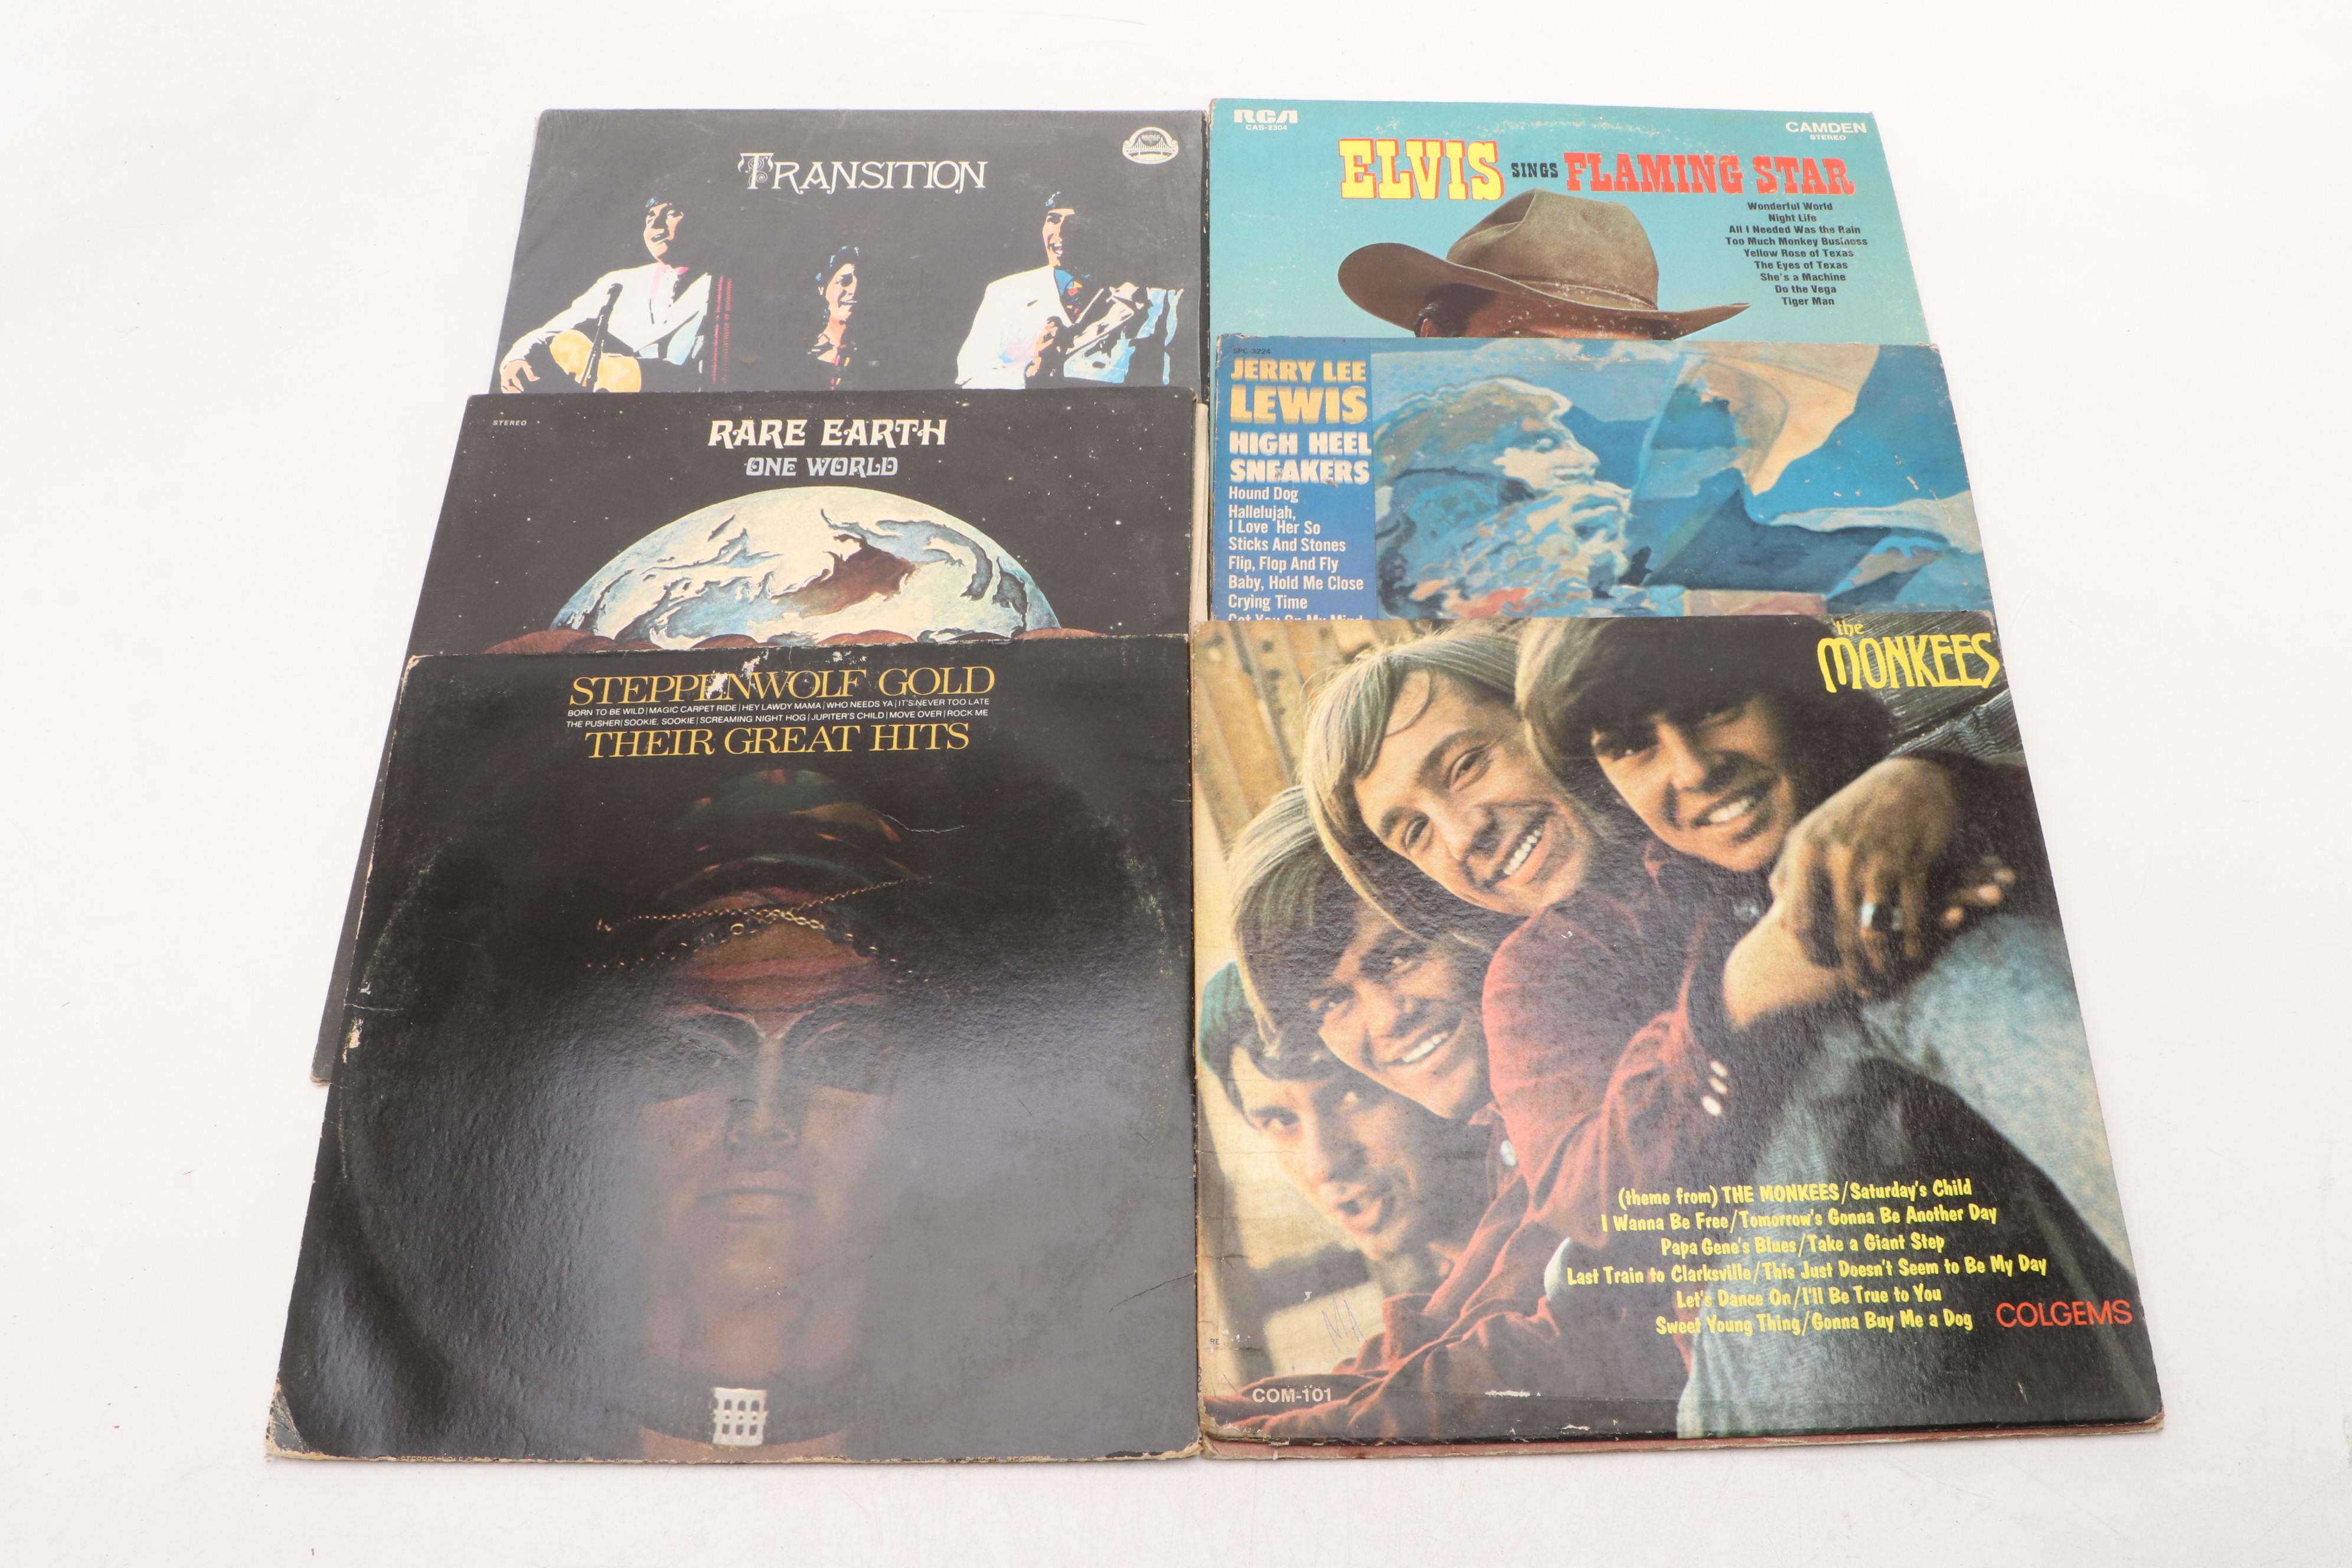 TRANSITION
RCA
CAS-2304
CAMDEN
STEREO
ELVIS SINGS FLAMING STAR
Wonderful World
Night Life
All I Needed Was the Rain
Too Much Monkey Business
Yellow Rose of Texas
The Eyes of Texas
She's a Machine
Do the Vega
Tiger Man
STEREO
RARE EARTH
ONE WORLD
SPC-3224
JERRY LEE
LEWIS
HIGH HEEL
SNEAKERS
Hound Dog
Hallelujah,
I Love Her So
Sticks And Stones
Flip, Flop And Fly
Baby, Hold Me Close
Crying Time
Got You On My Mind
STEPPENWOLF GOLD
BORN TO BE WILD|MAGIC CARPET RIDE|HEY LAWDY MAMA|WHO NEEDS YA|IT'S NEVER TOO LATE
THE PUSHER|SOOKIE, SOOKIE|SCREAMING NIGHT HOG|JUPITER'S CHILD|MOVE OVER|ROCK ME
THEIR GREAT HITS
the
MONKEES
(theme from) THE MONKEES/Saturday's Child
I Wanna Be Free/Tomorrow's Gonna Be Another Day
Papa Gene's Blues/Take a Giant Step
Last Train to Clarksville/This Just Doesn't Seem to Be My Day
Let's Dance On/I'll Be True to You
Sweet Young Thing/Gonna Buy Me a Dog
COLGEMS
MA
RE
COM-101